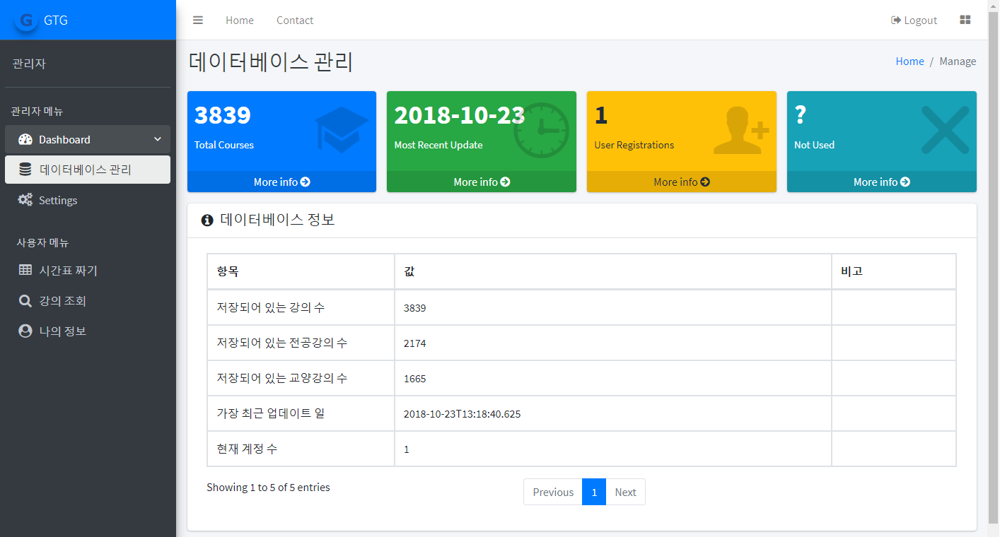 G GTG
Home Contact
Logout
관리자
관리자 메뉴
Dashboard
데이터베이스 관리
Settings
사용자 메뉴
시간표 짜기
강의 조회
나의 정보
데이터베이스 관리
Home / Manage
3839
Total Courses
More info
2018-10-23
Most Recent Update
More info
1
User Registrations
More info
?
Not Used
More info
데이터베이스 정보
항목 값 비고
저장되어 있는 강의 수 3839
저장되어 있는 전공강의 수 2174
저장되어 있는 교양강의 수 1665
가장 최근 업데이트 일 2018-10-23T13:18:40.625
현재 계정 수 1
Showing 1 to 5 of 5 entries
Previous 1 Next